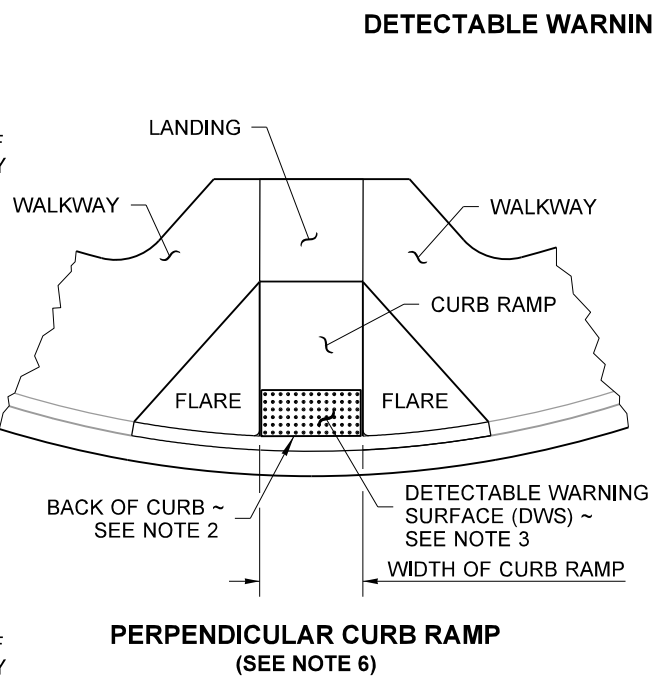 DETECTABLE WARNIN
LANDING
WALKWAY
WALKWAY
CURB RAMP
FLARE
FLARE
BACK OF CURB ~
SEE NOTE 2
DETECTABLE WARNING
SURFACE (DWS) ~
SEE NOTE 3
WIDTH OF CURB RAMP
PERPENDICULAR CURB RAMP
(SEE NOTE 6)